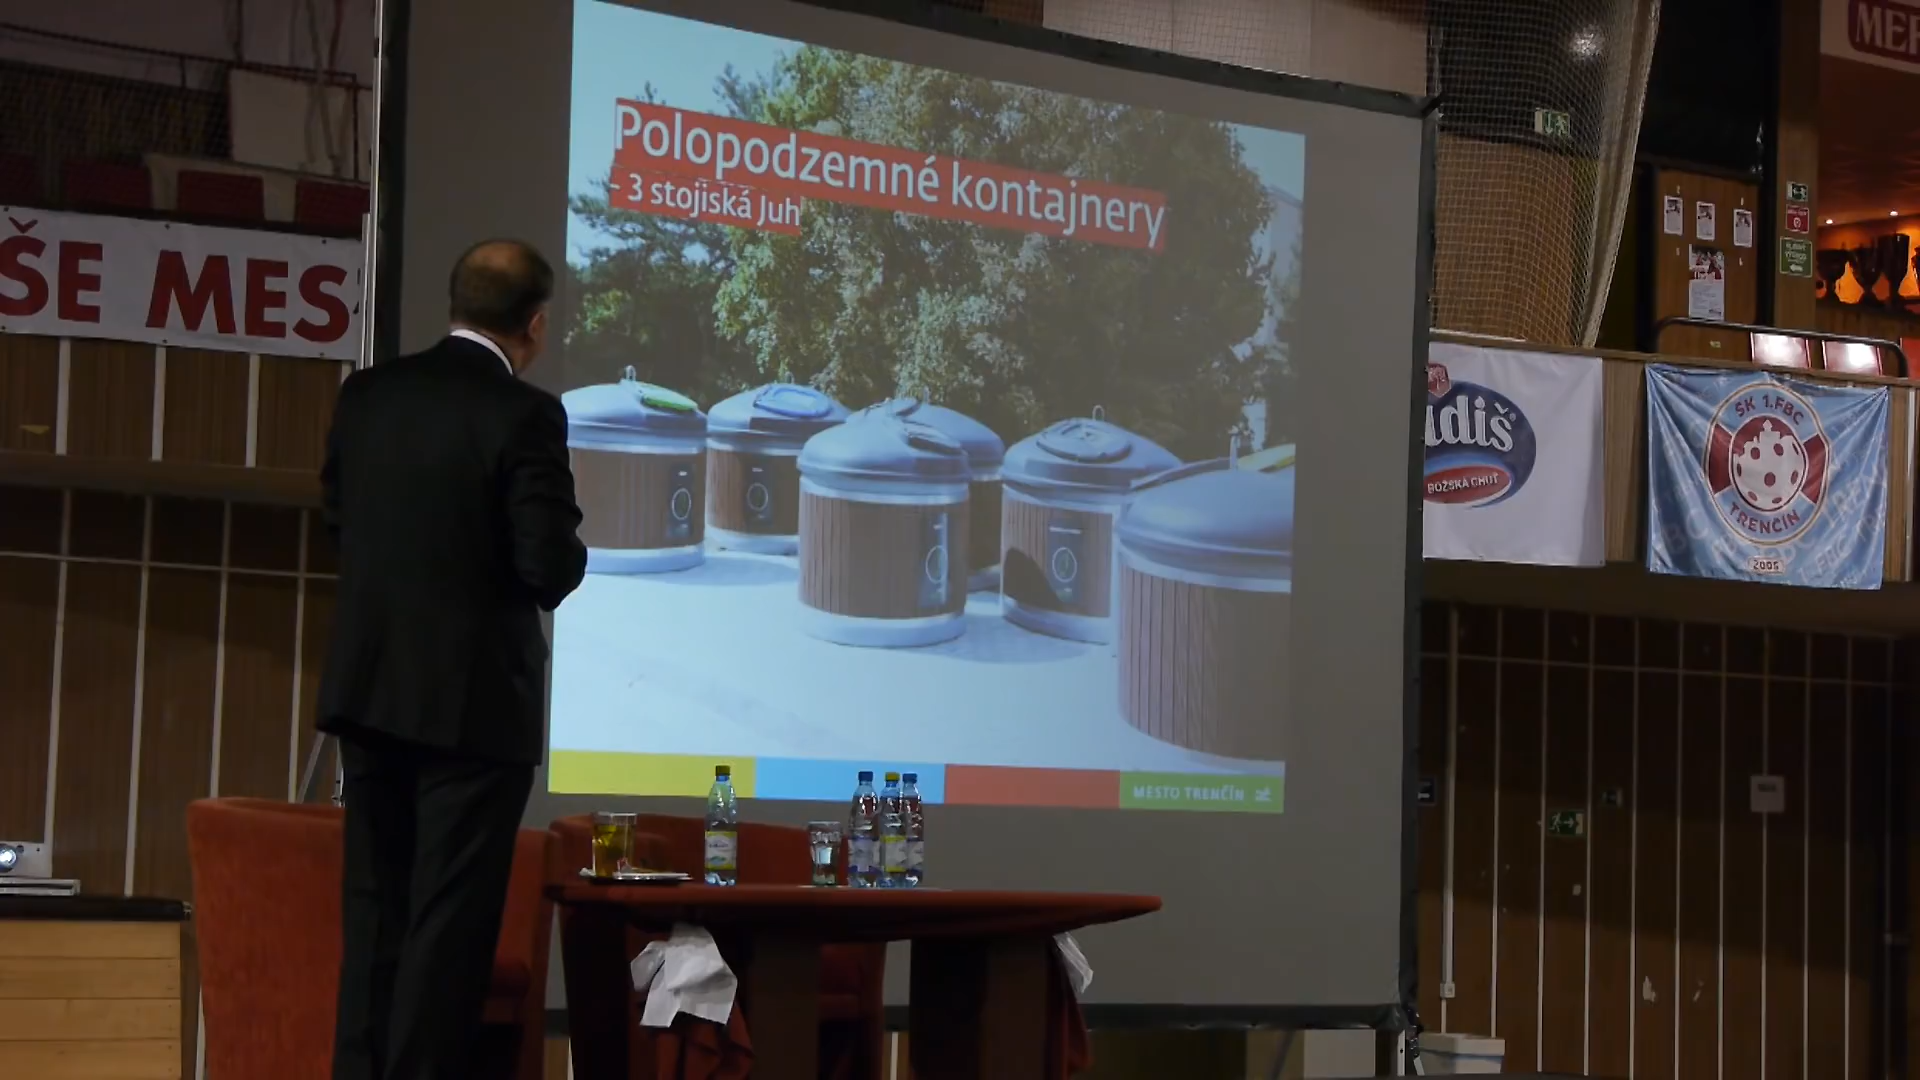 Polopodzemné kontajnery
- 3 stojiská Juh
MESTO TRENČÍN
ŠE MES
BOŽSKÁ CHUŤ
SK 1.FBC
TRENČÍN
2005